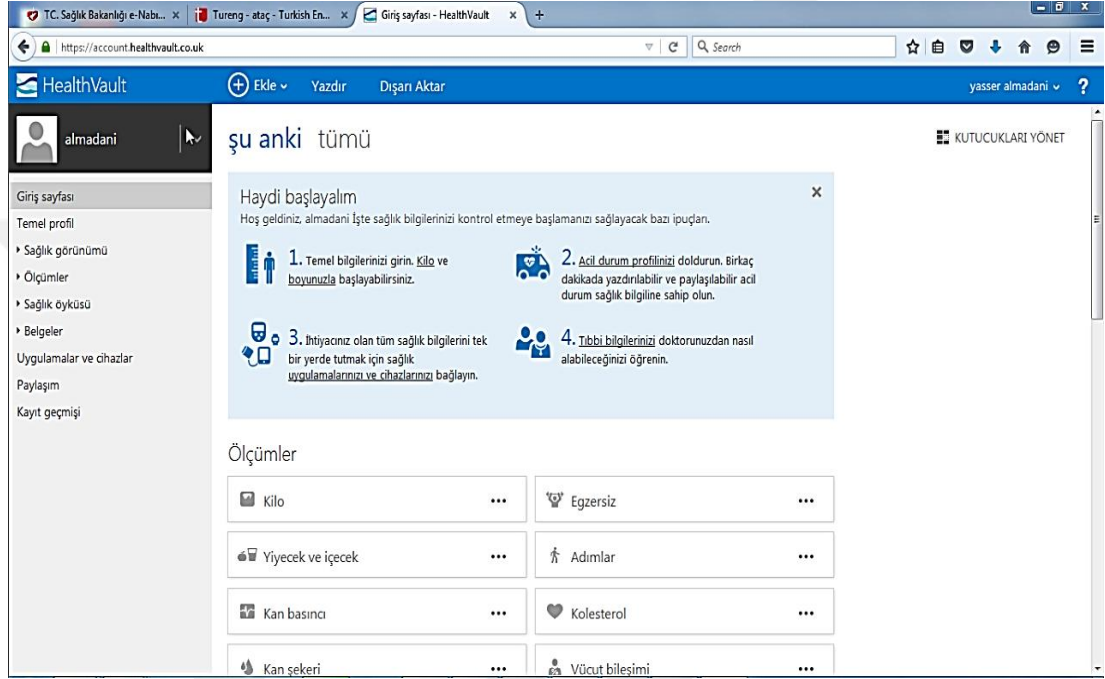 TC. Sağlık Bakanlığı e-Nabı... x
Tureng - ataç - Turkish En... x
Giriş sayfası - HealthVault x
+
https://account.healthvault.co.uk
Search
HealthVault
Ekle
Yazdır
Dışarı Aktar
yasser almadani
?
almadani
şu anki tümü
KUTUCUKLARI YÖNET
Giriş sayfası
Temel profil
Sağlık görünümü
Ölçümler
Sağlık öyküsü
Belgeler
Uygulamalar ve cihazlar
Paylaşım
Kayıt geçmişi
Haydi başlayalım
Hoş geldiniz, almadani İşte sağlık bilgilerinizi kontrol etmeye başlamanızı sağlayacak bazı ipuçları.
1. Temel bilgilerinizi girin. Kilo ve
boyunuzla başlayabilirsiniz.
2. Acil durum profilinizi doldurun. Birkaç
dakikada yazdırılabilir ve paylaşılabilir acil
durum sağlık bilgiline sahip olun.
3. İhtiyacınız olan tüm sağlık bilgilerini tek
bir yerde tutmak için sağlık
uygulamalarınızı ve cihazlarınızı bağlayın.
4. Tıbbi bilgilerinizi doktorunuzdan nasıl
alabileceğinizi öğrenin.
Ölçümler
Kilo
Egzersiz
Yiyecek ve içecek
Adımlar
Kan basıncı
Kolesterol
Kan şekeri
Vücut bileşimi